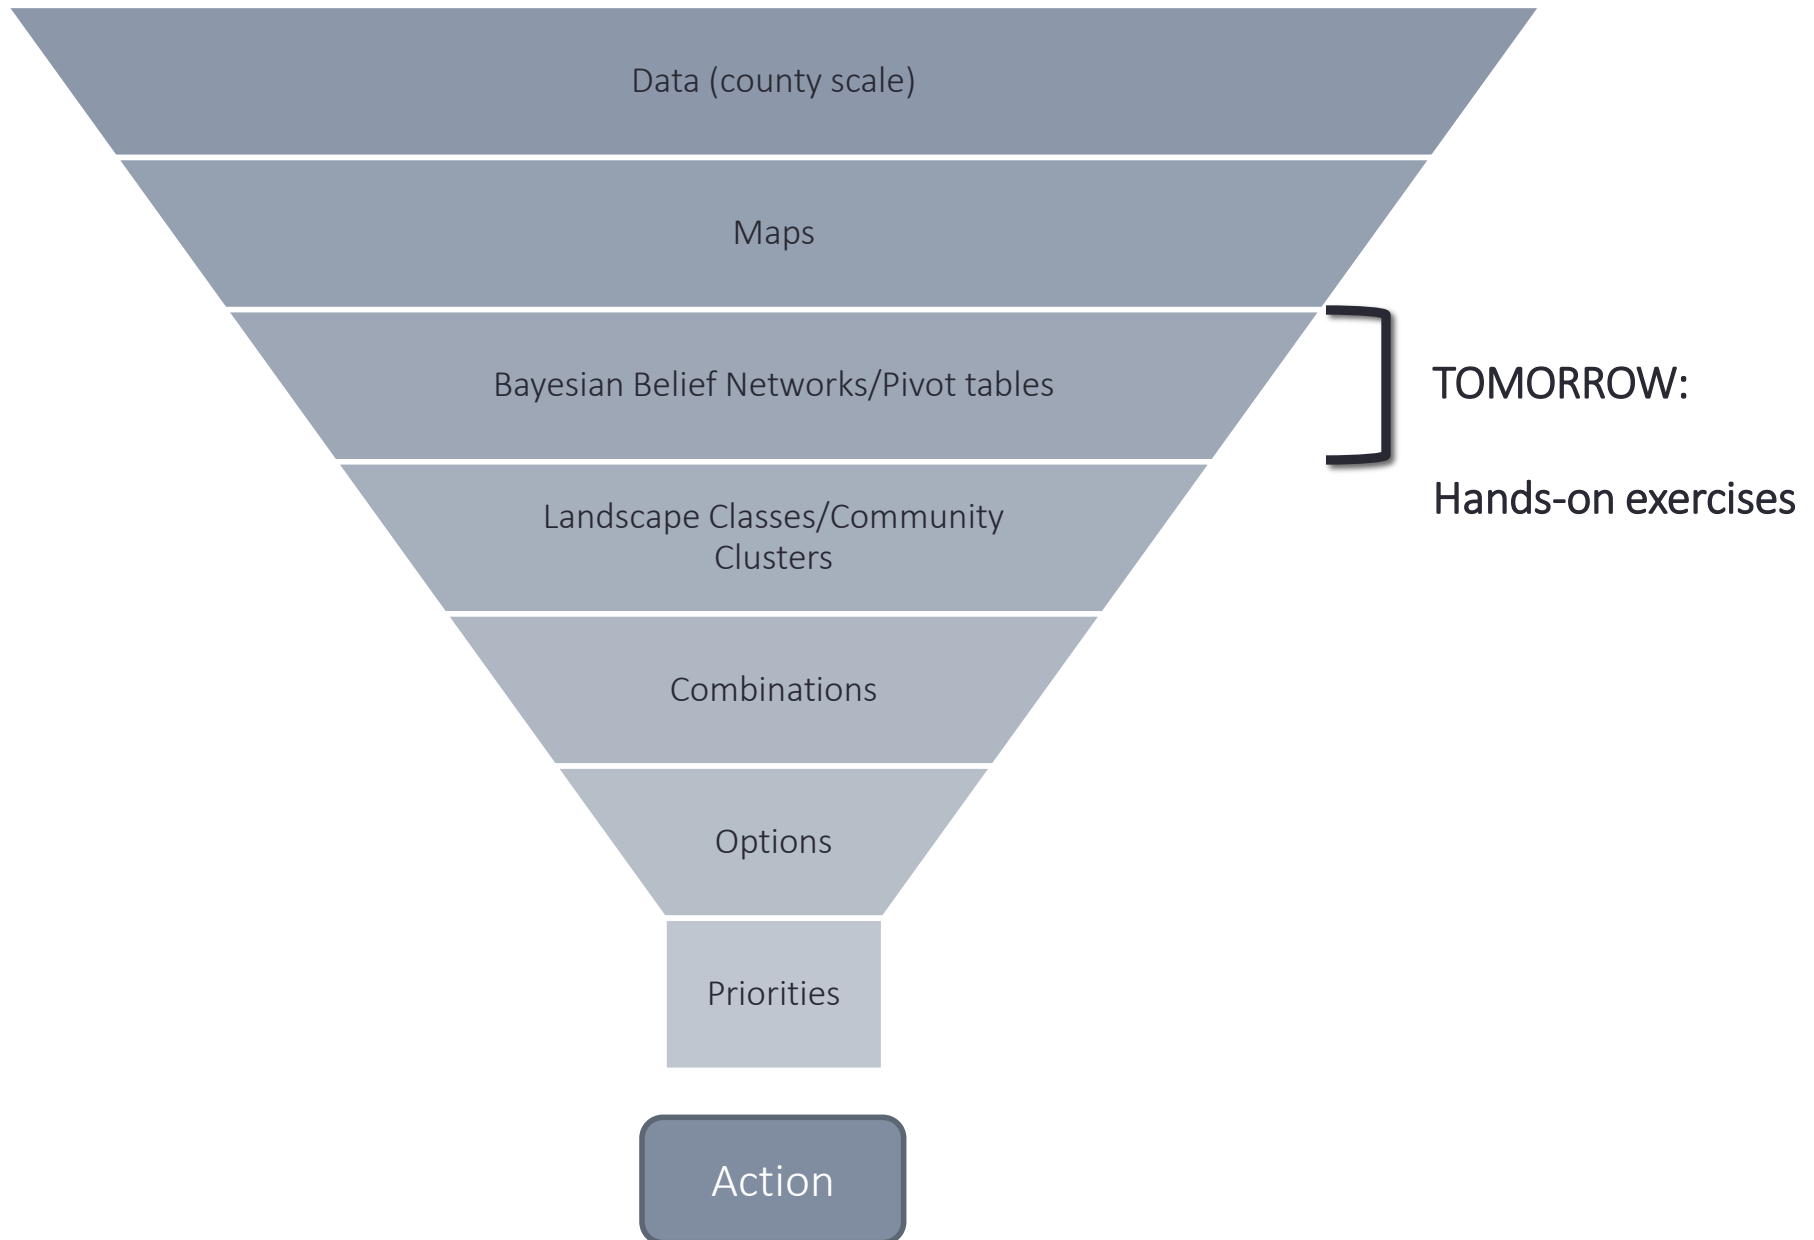 Data (county scale)
Maps
Bayesian Belief Networks/Pivot tables
TOMORROW:
Hands-on exercises
Landscape Classes/Community
Clusters
Combinations
Options
Priorities
Action